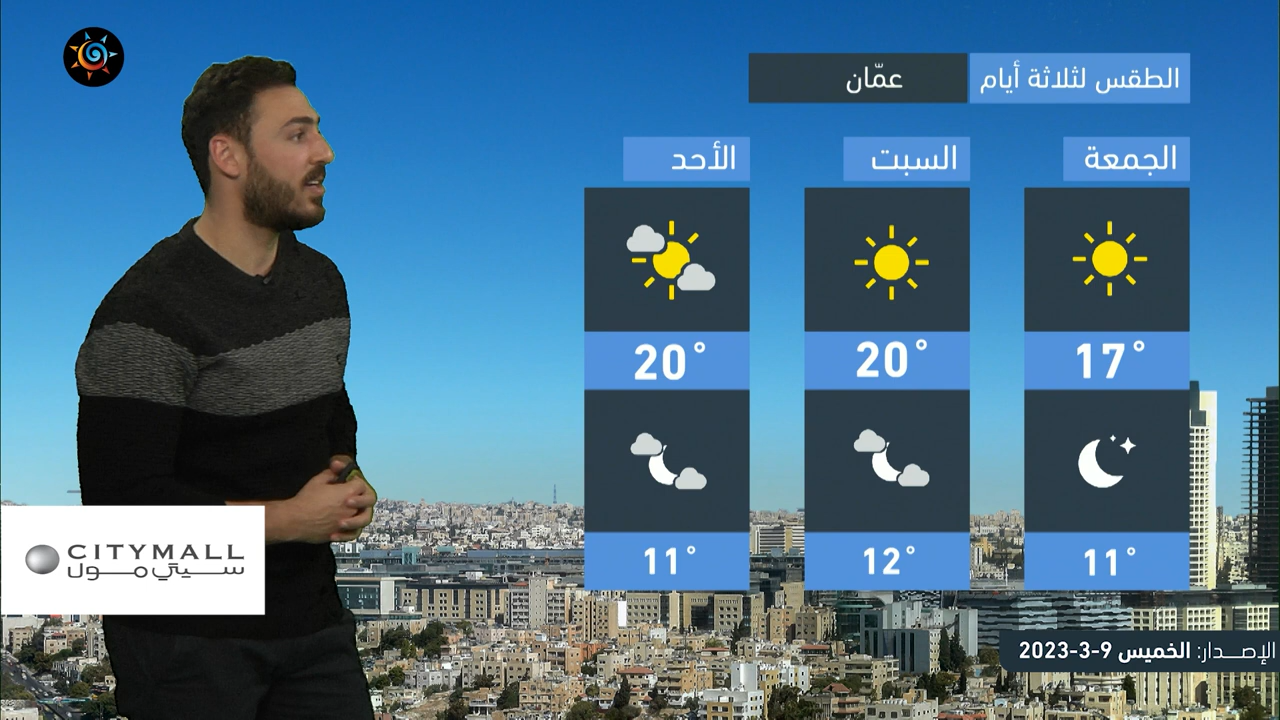 الطقس لثلاثة أيام
عمّان
الجمعة
السبت
الأحد
17°
20°
20°
11°
12°
11°
CITYMALL
سيتي مول
الإصدار: الخميس 9-3-2023